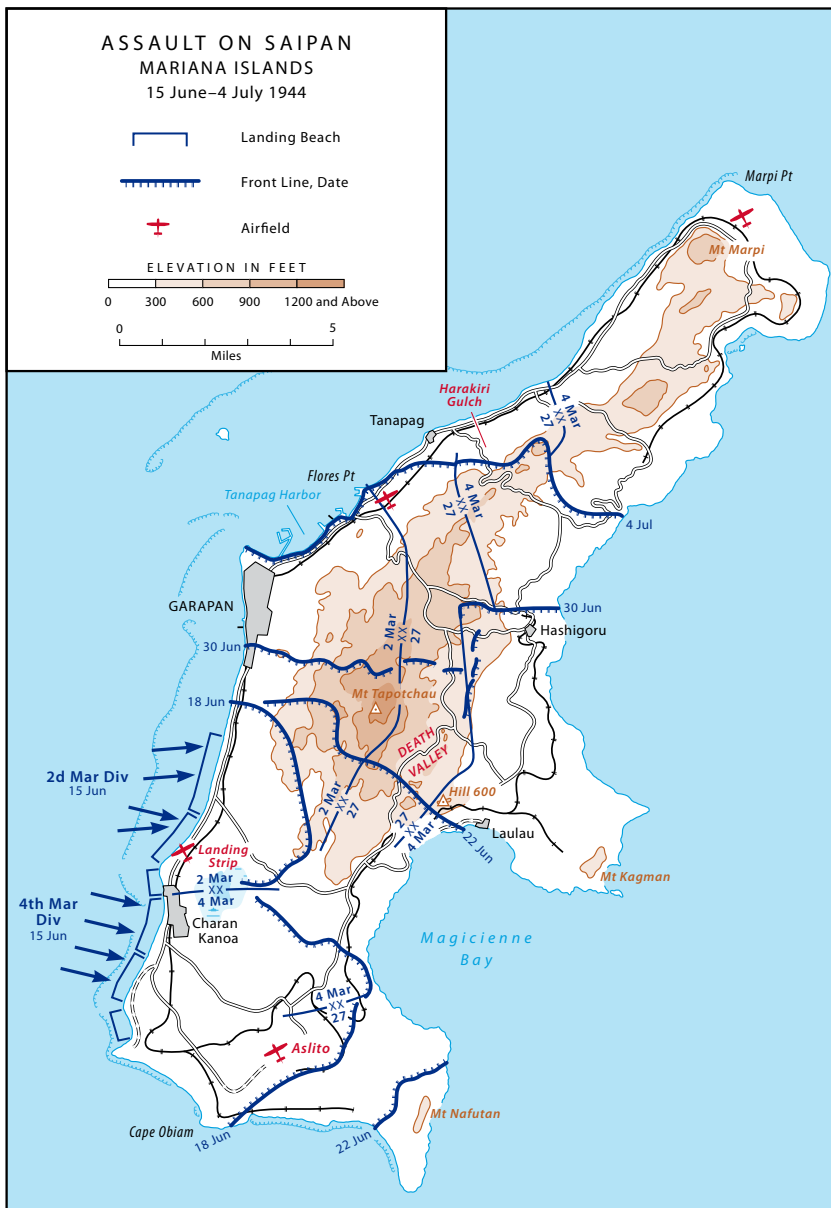 ASSAULT ON SAIPAN
MARIANA ISLANDS
15 June–4 July 1944
Landing Beach
Front Line, Date
Airfield
ELEVATION IN FEET
0 300 600 900 1200 and Above
0 5
Miles
Marpi Pt
Mt Marpi
Harakiri
Gulch
4 Mar
XX
27
Tanapag
Flores Pt
Tanapag Harbor
4 Mar
XX
27
4 Jul
GARAPAN
30 Jun
Hashigoru
2 Mar
XX
27
30 Jun
18 Jun
Mt Tapotchau
DEATH
VALLEY
2d Mar Div
15 Jun
Hill 600
2 Mar
XX
27
27
XX
4 Mar
22 Jun
Laulau
Landing
Strip
Mt Kagman
2 Mar
XX
4 Mar
4th Mar
Div
15 Jun
Charan
Kanoa
Magicienne
Bay
4 Mar
XX
27
Aslito
Mt Nafutan
Cape Obiam
18 Jun
22 Jun